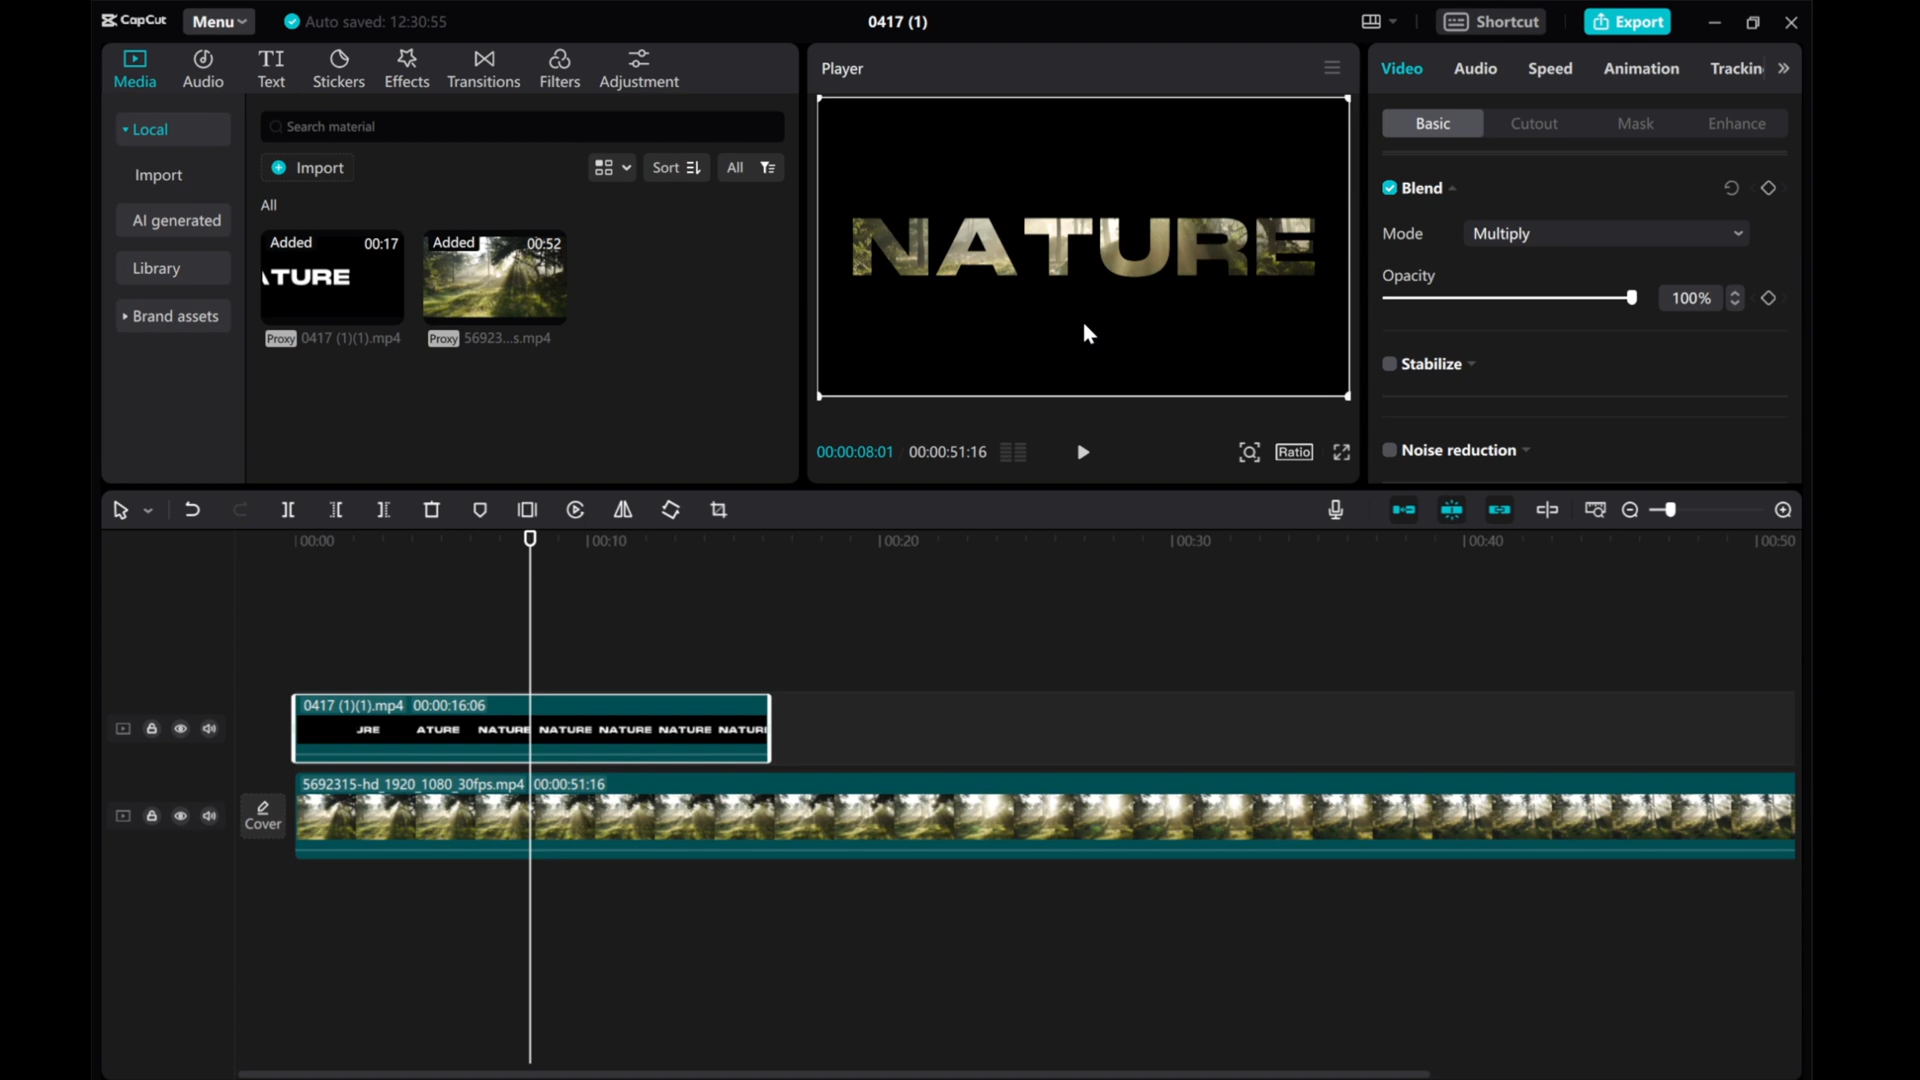 CapCut Menu Auto saved: 12:30:55 0417 (1) Shortcut Export
Media Audio Text Stickers Effects Transitions Filters Adjustment
Local
Import
AI generated
Library
Brand assets
Search material
Import Sort All
All
Added 00:17 Added 00:52
ATURE
Proxy 0417 (1)(1).mp4 Proxy 56923...s.mp4
Player
NATURE
00:00:08:01 00:00:51:16 Ratio
Video Audio Speed Animation Trackin
Basic Cutout Mask Enhance
Blend
Mode Multiply
Opacity
100%
Stabilize
Noise reduction
00:00 00:10 00:20 00:30 00:40 00:50
0417 (1)(1).mp4 00:00:16:06
JRE ATURE NATURE NATURE NATURE NATURE NATURI
5692315-hd_1920_1080_30fps.mp4 00:00:51:16
Cover